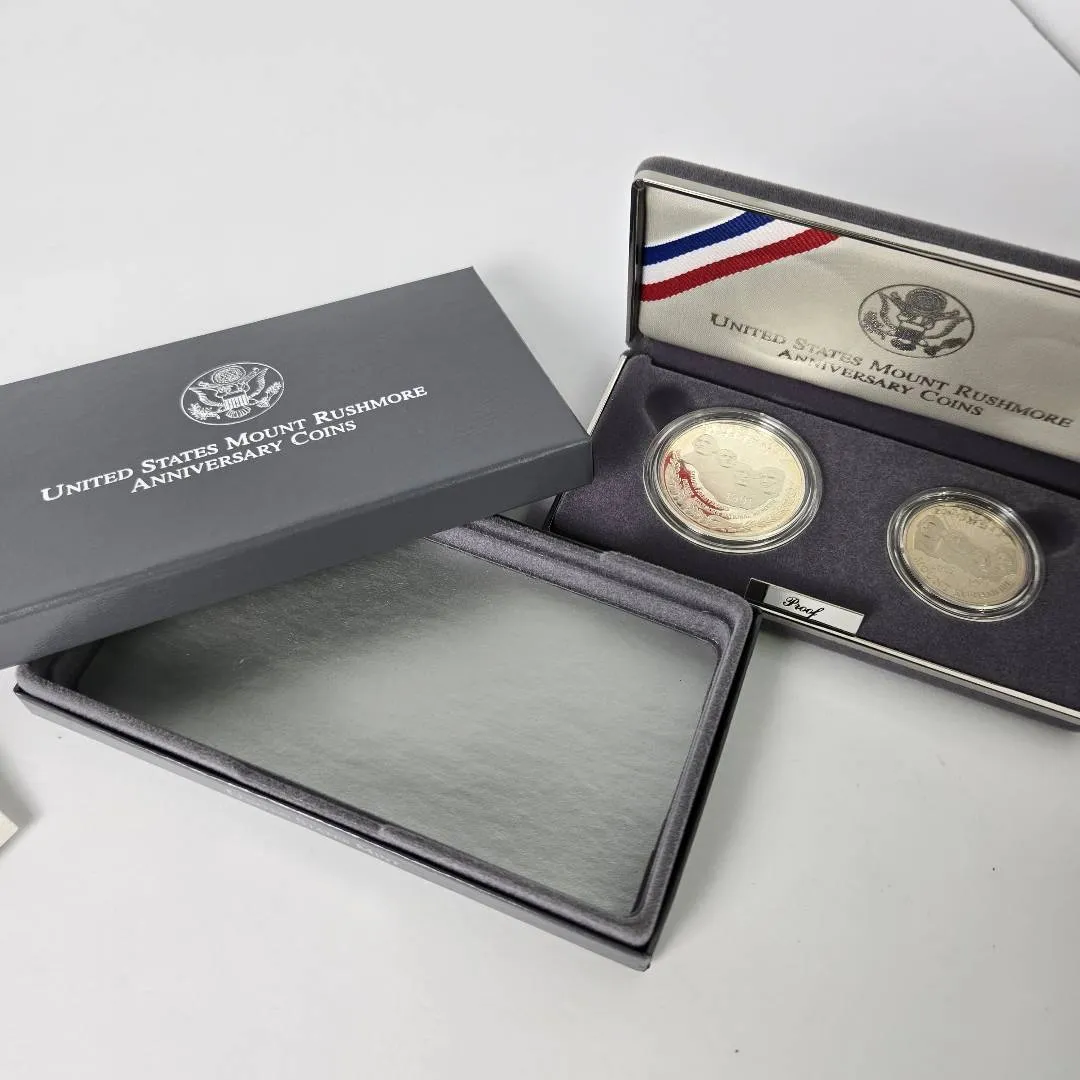 UNITED STATES MOUNT RUSHMORE
ANNIVERSARY COINS
UNITED STATES MOUNT RUSHMORE
ANNIVERSARY COINS
Proof